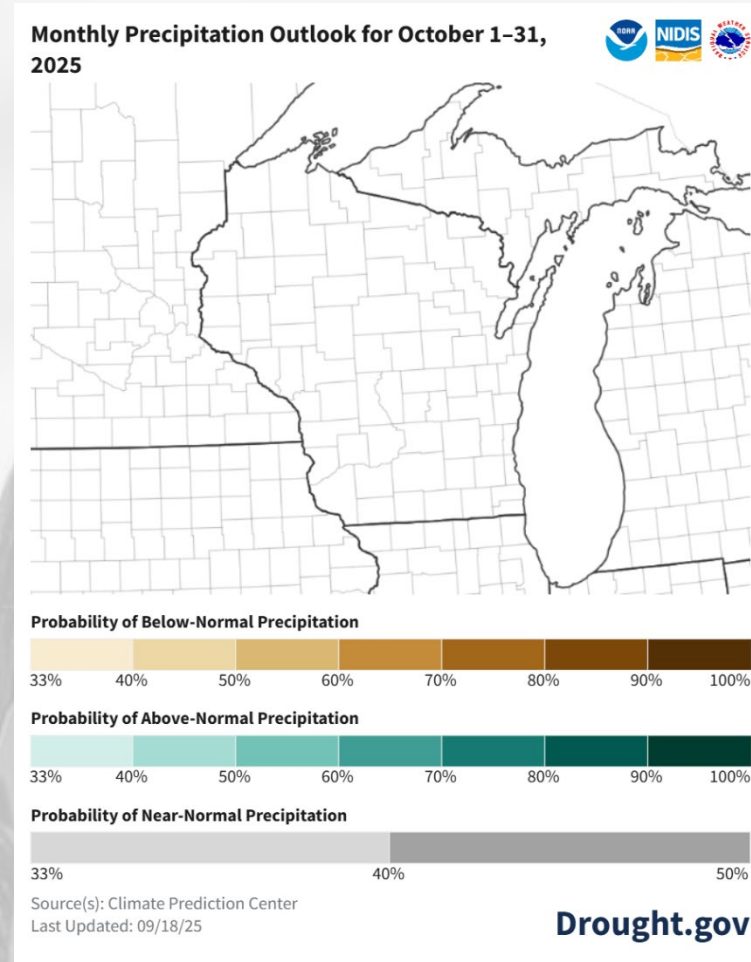 Monthly Precipitation Outlook for October 1–31,
2025
NOAA
NIDIS
Probability of Below-Normal Precipitation
33% 40% 50% 60% 70% 80% 90% 100%
Probability of Above-Normal Precipitation
33% 40% 50% 60% 70% 80% 90% 100%
Probability of Near-Normal Precipitation
33% 40% 50%
Source(s): Climate Prediction Center
Last Updated: 09/18/25
Drought.gov